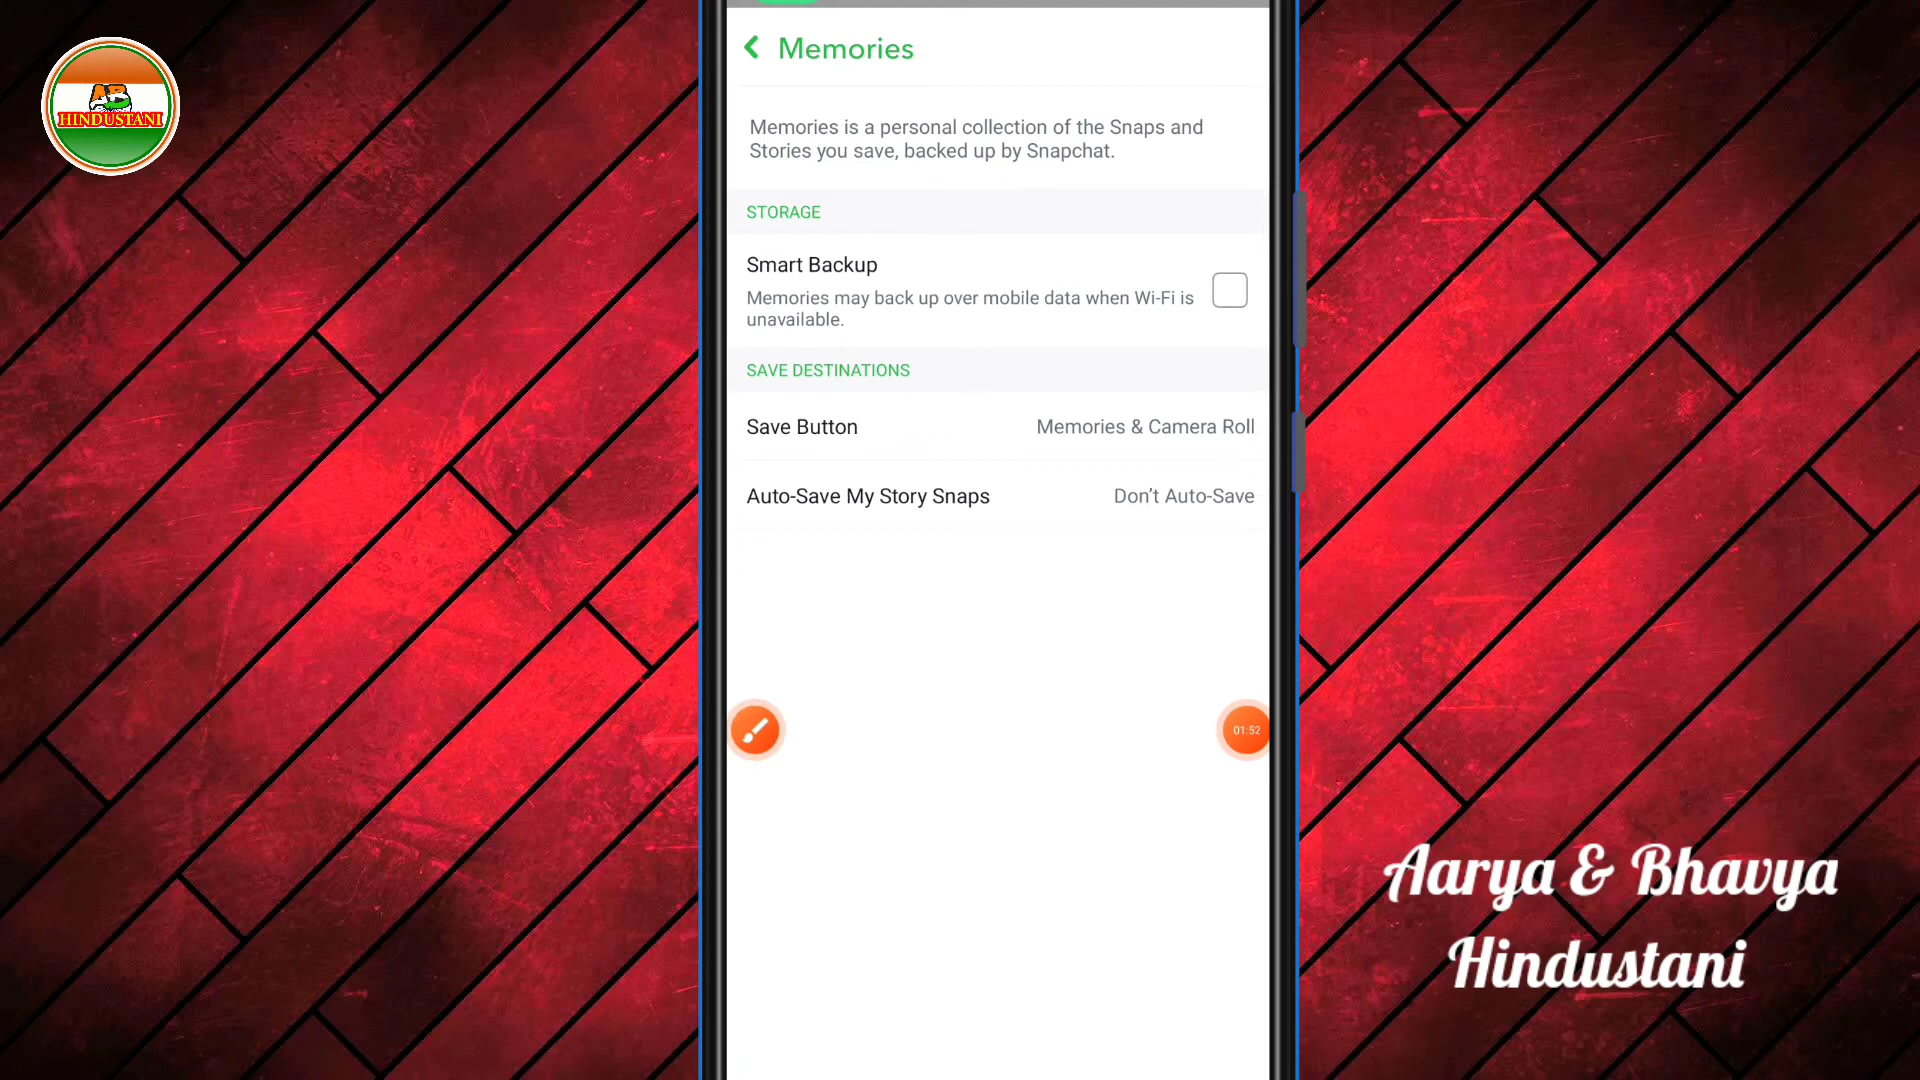 AB
HINDUSTANI
Memories
Memories is a personal collection of the Snaps and
Stories you save, backed up by Snapchat.
STORAGE
Smart Backup
Memories may back up over mobile data when Wi-Fi is
unavailable.
SAVE DESTINATIONS
Save Button Memories & Camera Roll
Auto-Save My Story Snaps Don’t Auto-Save
01:52
Aarya & Bhavya
Hindustani